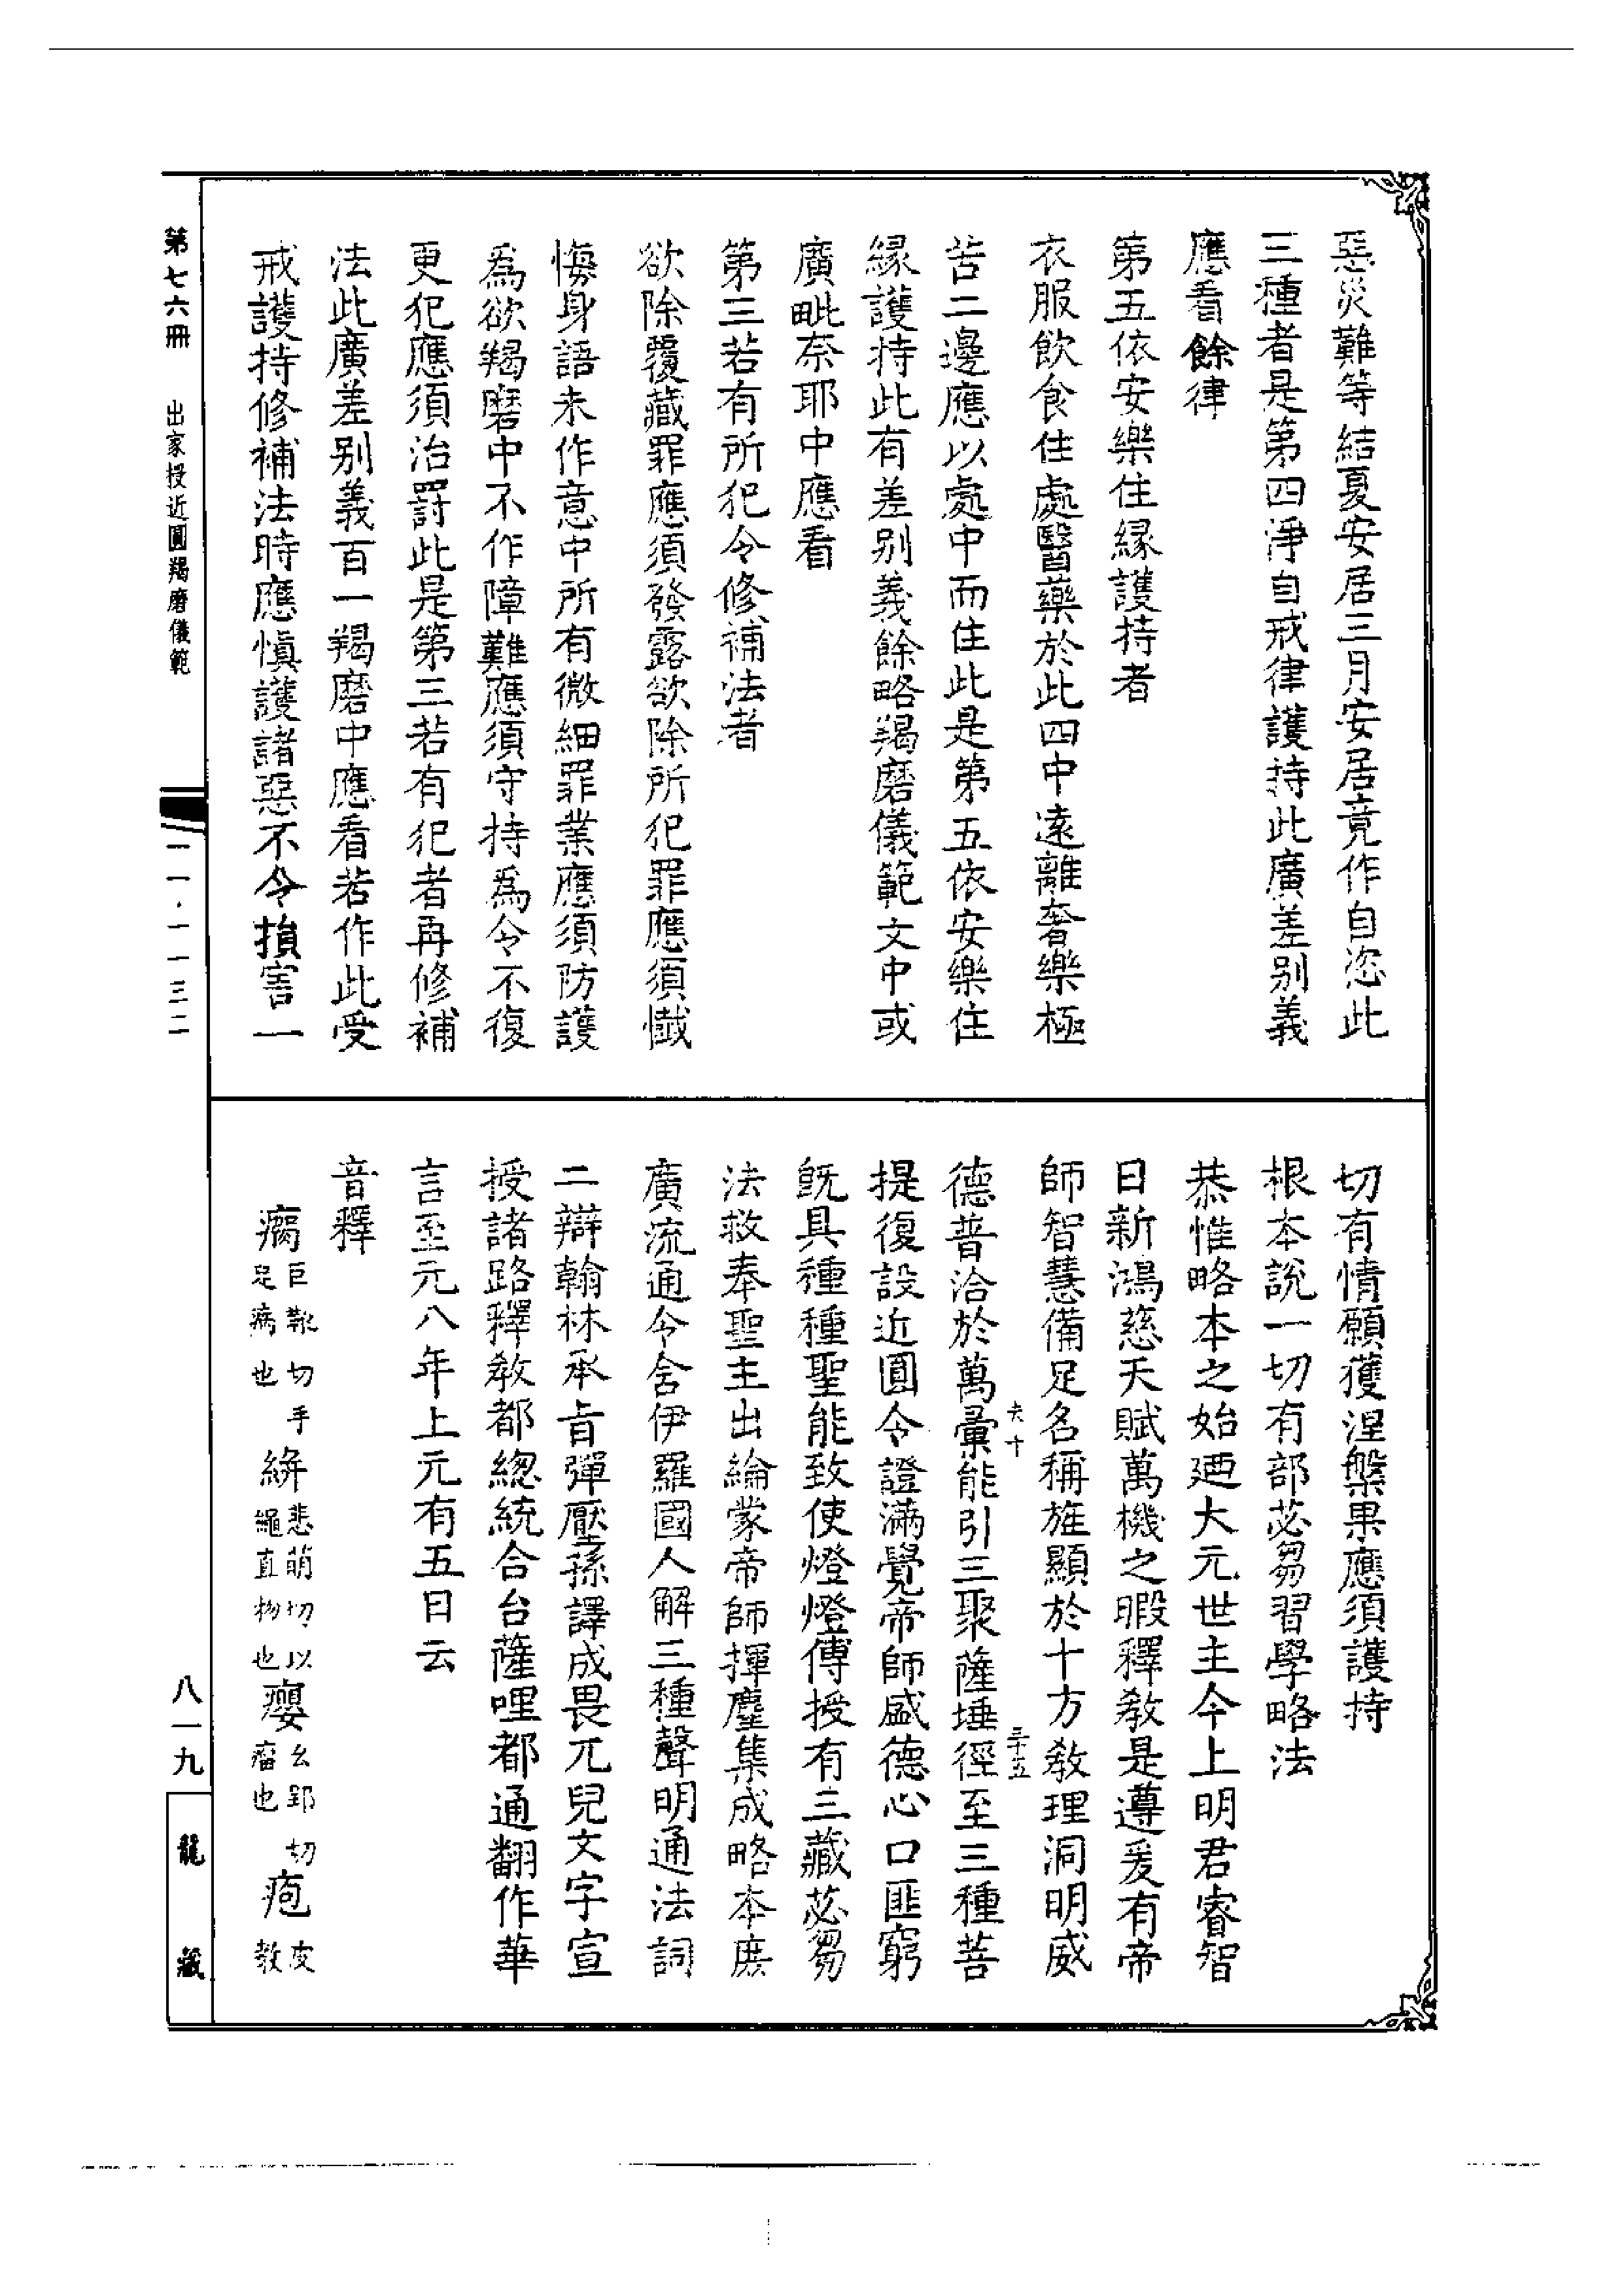 惡災難等結夏安居三月安居竟作自恣此
三種者是第四淨自戒律護持此廣差别義
應看餘律
第五依安樂住緣護持者
衣服飲食住處醫藥於此四中遠離奢樂極
苦二邊應以處中而住此是第五依安樂住
緣護持此有差别義餘略羯磨儀範文中或
廣毗奈耶中應看
第三若有所犯令修補法者
欲除覆藏罪應須發露欲除所犯罪應須懺
悔身語未作意中所有微細罪業應須防護
為欲羯磨中不作障難應須守持為令不復
更犯應須治罸此是第三若有犯者再修補
法此廣差别義百一羯磨中應看若作此受
戒護持修補法時應慎護諸惡不令損害一
切有情願獲涅槃果應須護持
根本說一切有部苾芻習學略法
恭惟略本之始廼大元世主今上明君睿智
日新鴻慈天賦萬機之暇釋教是遵爰有帝
師智慧備足名稱旌顯於十方教理洞明威
德普洽於萬彙能引三聚薩埵徑至三種菩
提復設近圓令證滿覺帝師盛德心口匪窮
既具種種聖能致使燈燈傳授有三藏苾芻
法救奉聖主出綸蒙帝師揮麈集成略本庶
廣流通今舍伊羅國人解三種聲明通法詞
二辯翰林承旨彈壓孫譯成畏兀兒文字宣
授諸路釋教都總統合台薩哩都通翻作華
言至元八年上元有五日云
音釋
瘸巨靴切手足病也 絣悲萌切以繩直物也 癭幺郢切瘤也 疱皮教
第七六冊 出家授近圓羯磨儀範
一一一·一一三二
八一九
龍藏